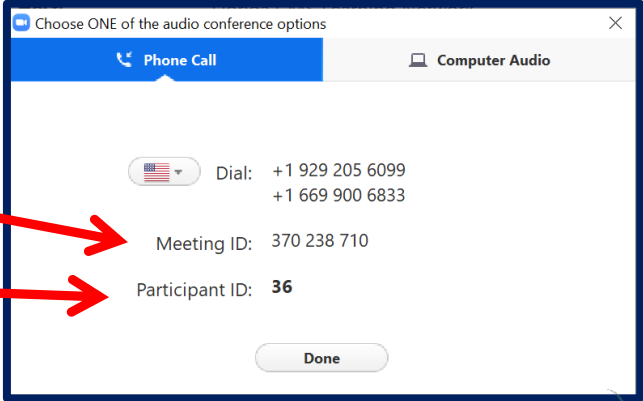 Choose ONE of the audio conference options
Phone Call Computer Audio
Dial: +1 929 205 6099
+1 669 900 6833
Meeting ID: 370 238 710
Participant ID: 36
Done